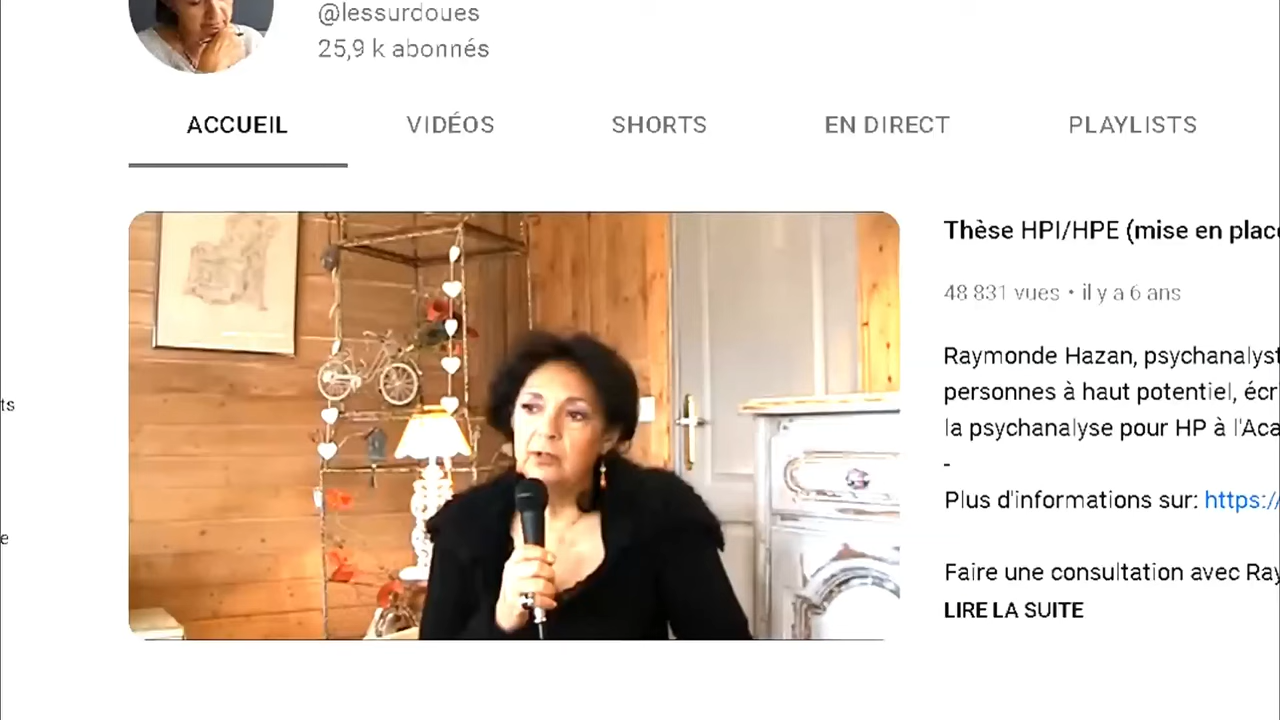 @lessurdoues
25,9 k abonnés
ACCUEIL
VIDÉOS
SHORTS
EN DIRECT
PLAYLISTS
Thèse HPI/HPE (mise en place
48 831 vues • il y a 6 ans
Raymonde Hazan, psychanalyst
personnes à haut potentiel, écr
la psychanalyse pour HP à l'Aca
-
Plus d'informations sur: https:/
Faire une consultation avec Ray
LIRE LA SUITE
ts
e